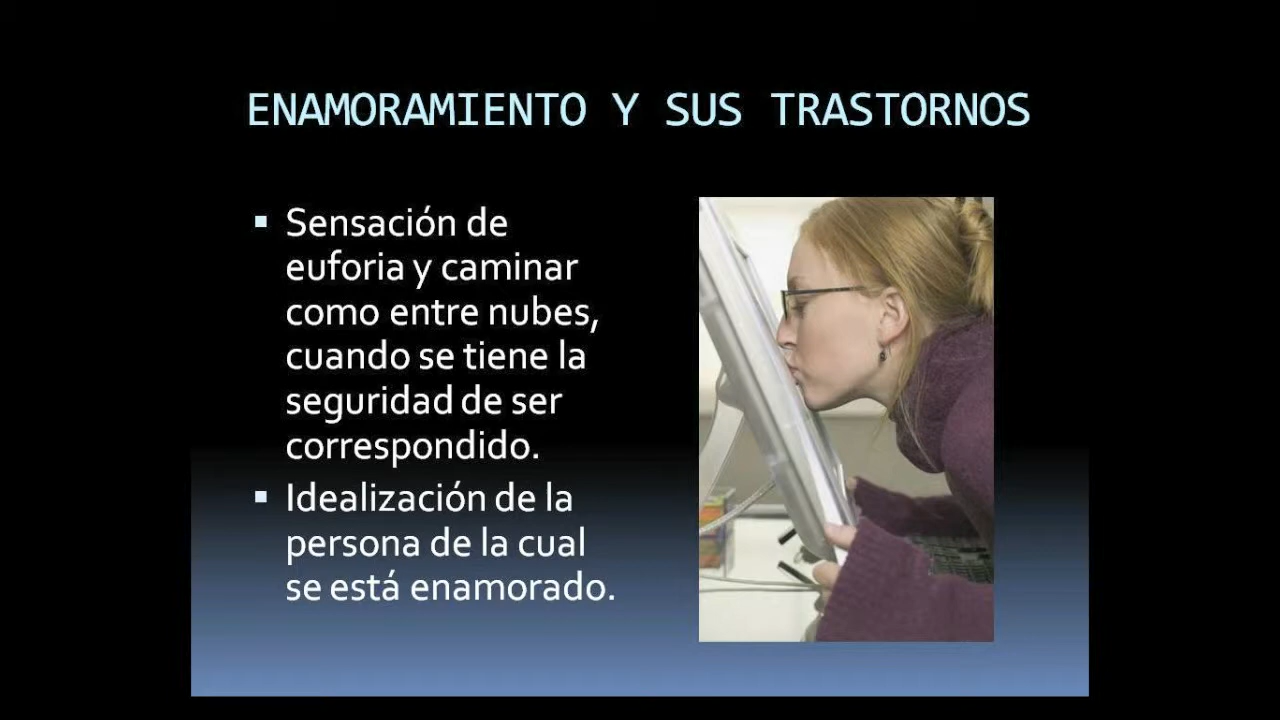 ENAMORAMIENTO Y SUS TRASTORNOS
▪ Sensación de
euforia y caminar
como entre nubes,
cuando se tiene la
seguridad de ser
correspondido.
▪ Idealización de la
persona de la cual
se está enamorado.